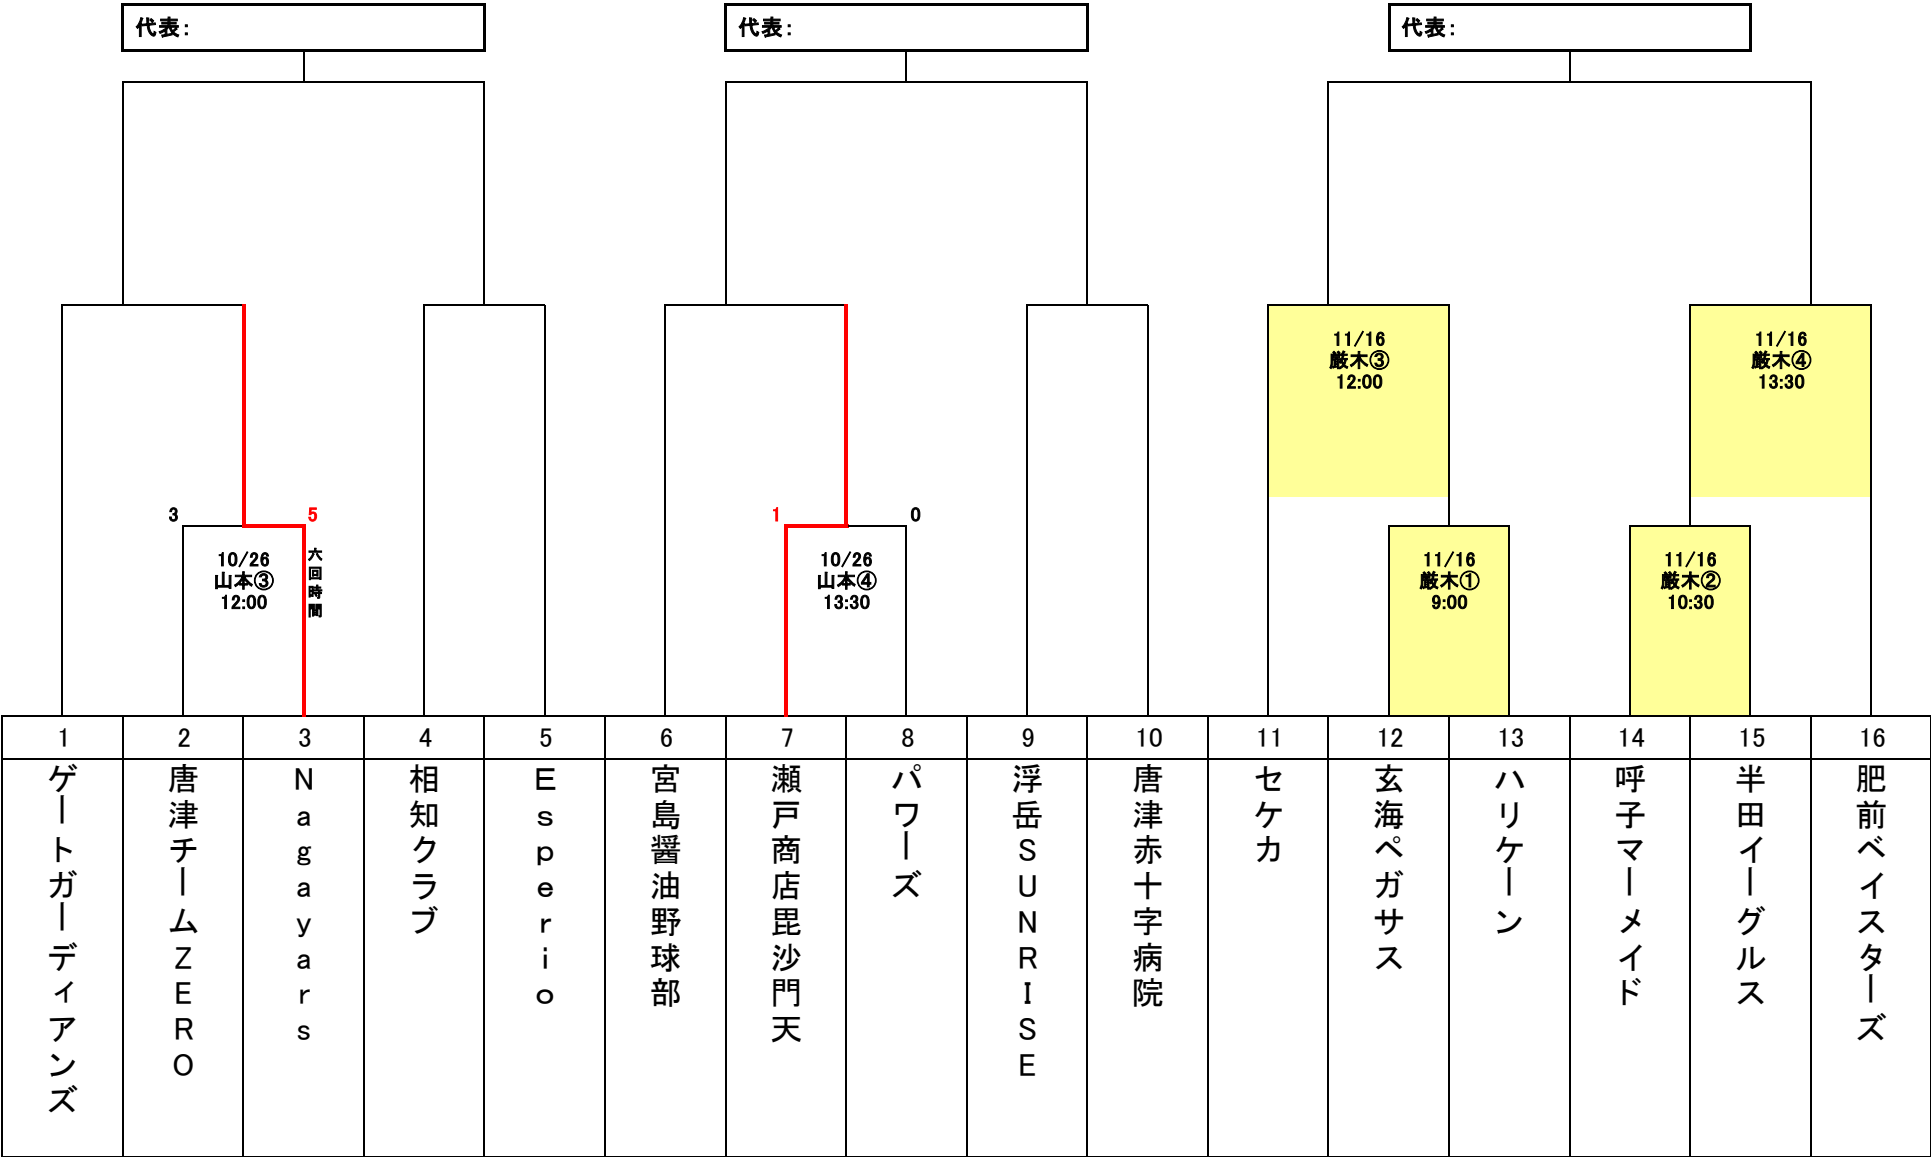 代表:
代表:
代表:
11/16
厳木③
12:00
11/16
厳木④
13:30
3
5
1
0
10/26
山本③
12:00
六回時間
10/26
山本④
13:30
11/16
厳木①
9:00
11/16
厳木②
10:30
1
2
3
4
5
6
7
8
9
10
11
12
13
14
15
16
ゲートガーディアンズ
唐津チームZERO
Nagayars
相知クラブ
Esperio
宮島醤油野球部
瀬戸商店毘沙門天
パワーズ
浮岳SUNRISE
唐津赤十字病院
セケカ
玄海ペガサス
ハリケーン
呼子マーメイド
半田イーグルス
肥前ベイスターズ